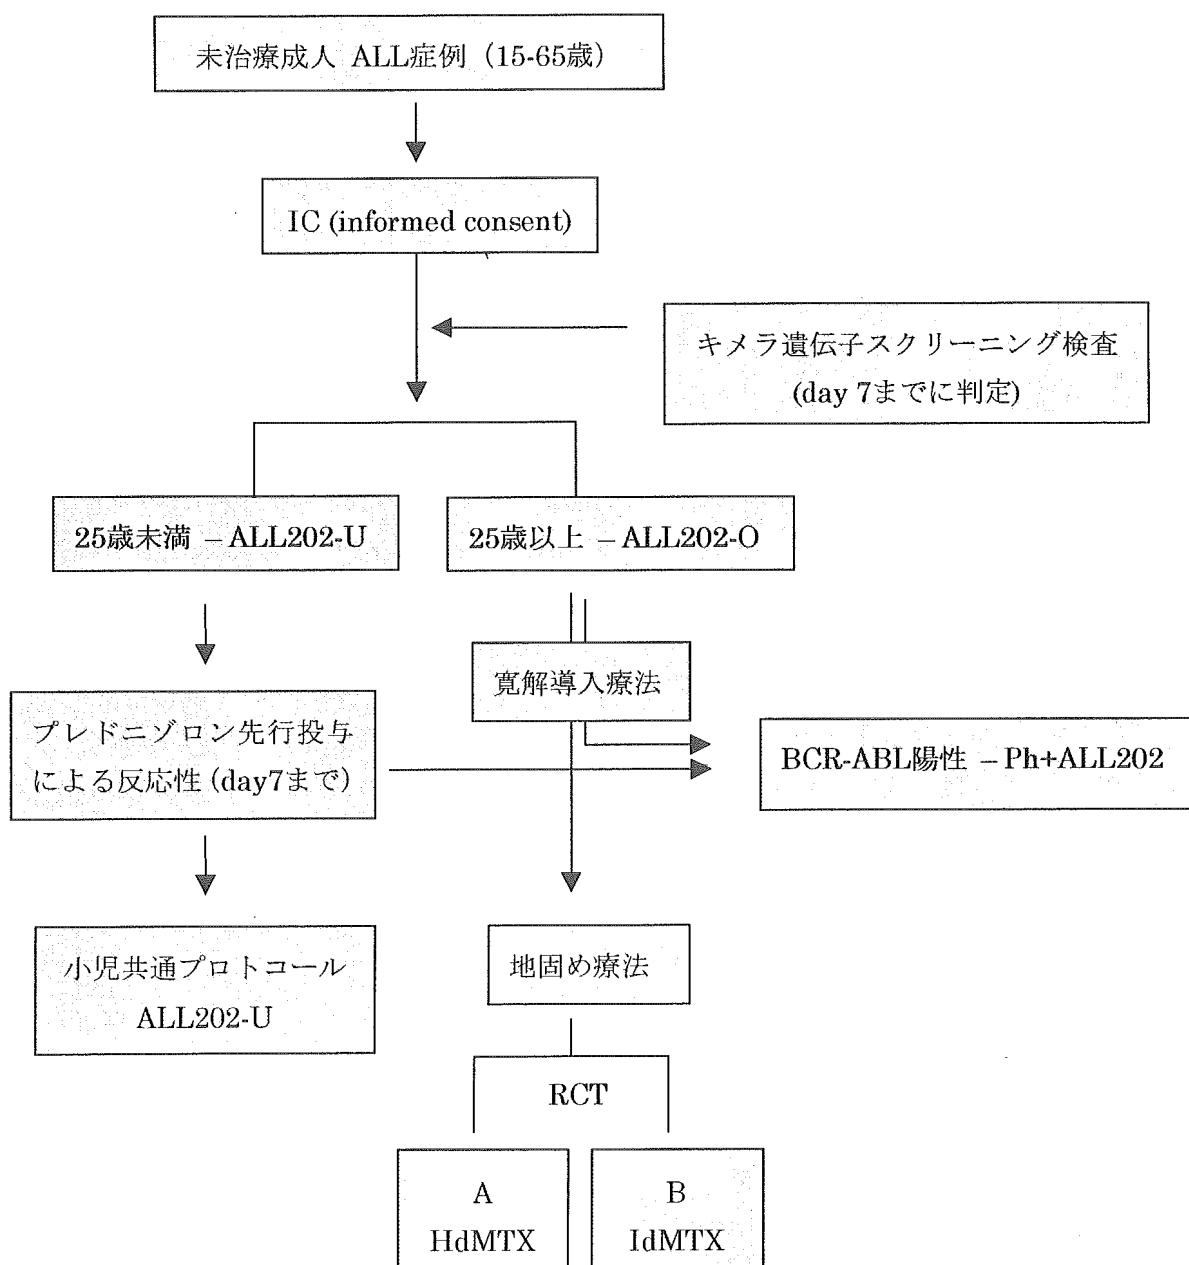 未治療成人 ALL症例（15-65歳）
IC (informed consent)
キメラ遺伝子スクリーニング検査
(day 7までに判定)
25歳未満 – ALL202-U
25歳以上 – ALL202-O
寛解導入療法
プレドニゾロン先行投与
による反応性 (day7まで)
BCR-ABL陽性 – Ph+ALL202
小児共通プロトコール
ALL202-U
地固め療法
RCT
A
HdMTX
B
IdMTX